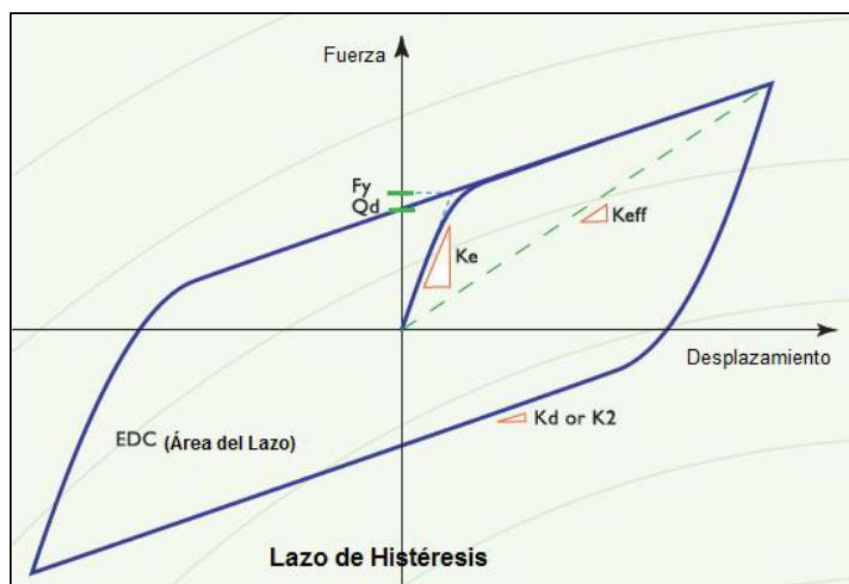 Fuerza
Fy
Qd
Ke
Keff
Desplazamiento
Kd or K2
EDC (Área del Lazo)
Lazo de Histéresis